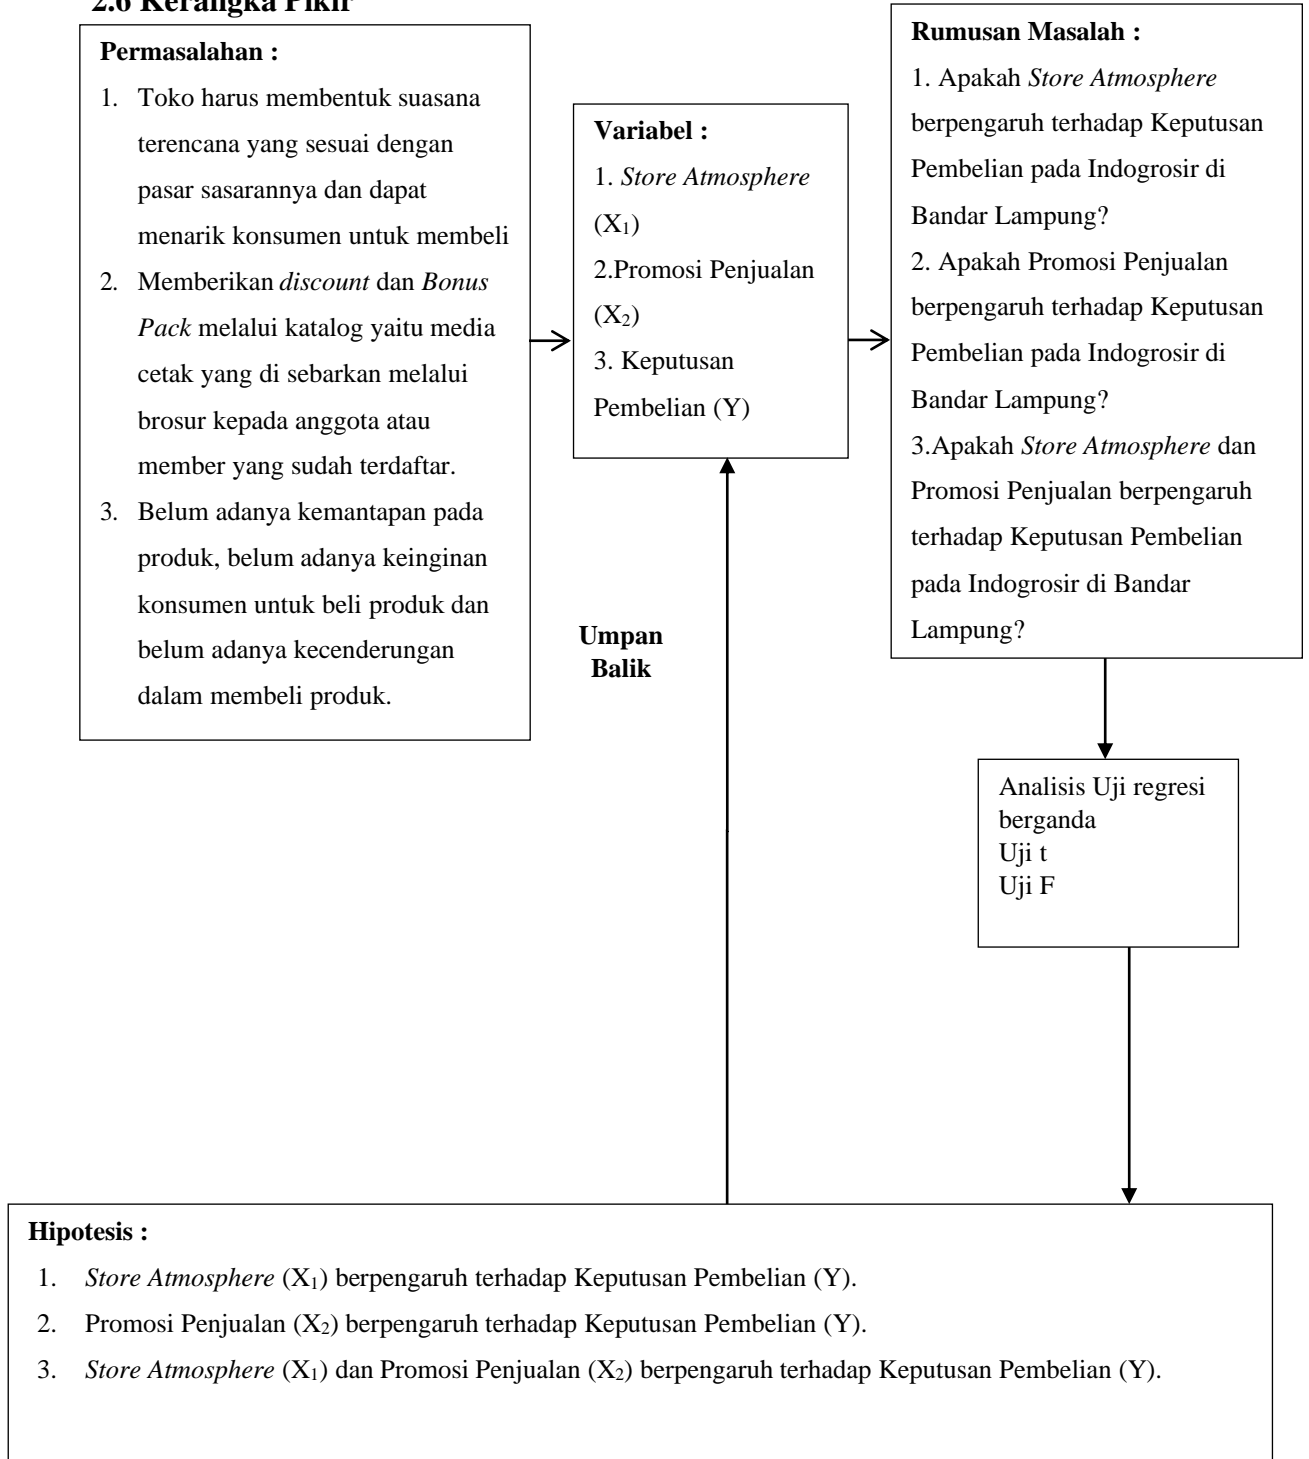 2.6 Kerangka Pikir
Permasalahan :
1. Toko harus membentuk suasana
terencana yang sesuai dengan
pasar sasarannya dan dapat
menarik konsumen untuk membeli
2. Memberikan discount dan Bonus
Pack melalui katalog yaitu media
cetak yang di sebarkan melalui
brosur kepada anggota atau
member yang sudah terdaftar.
3. Belum adanya kemantapan pada
produk, belum adanya keinginan
konsumen untuk beli produk dan
belum adanya kecenderungan
dalam membeli produk.
Variabel :
1. Store Atmosphere
(X₁)
2.Promosi Penjualan
(X₂)
3. Keputusan
Pembelian (Y)
Rumusan Masalah :
1. Apakah Store Atmosphere
berpengaruh terhadap Keputusan
Pembelian pada Indogrosir di
Bandar Lampung?
2. Apakah Promosi Penjualan
berpengaruh terhadap Keputusan
Pembelian pada Indogrosir di
Bandar Lampung?
3.Apakah Store Atmosphere dan
Promosi Penjualan berpengaruh
terhadap Keputusan Pembelian
pada Indogrosir di Bandar
Lampung?
Umpan
Balik
Analisis Uji regresi
berganda
Uji t
Uji F
Hipotesis :
1. Store Atmosphere (X₁) berpengaruh terhadap Keputusan Pembelian (Y).
2. Promosi Penjualan (X₂) berpengaruh terhadap Keputusan Pembelian (Y).
3. Store Atmosphere (X₁) dan Promosi Penjualan (X₂) berpengaruh terhadap Keputusan Pembelian (Y).